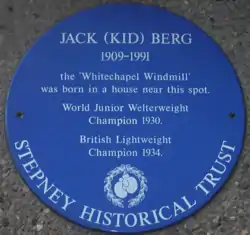 JACK (KID) BERG
1909-1991
the 'Whitechapel Windmill'
was born in a house near this spot.
World Junior Welterweight
Champion 1930.
British Lightweight
Champion 1934.
STEPNEY HISTORICAL TRUST